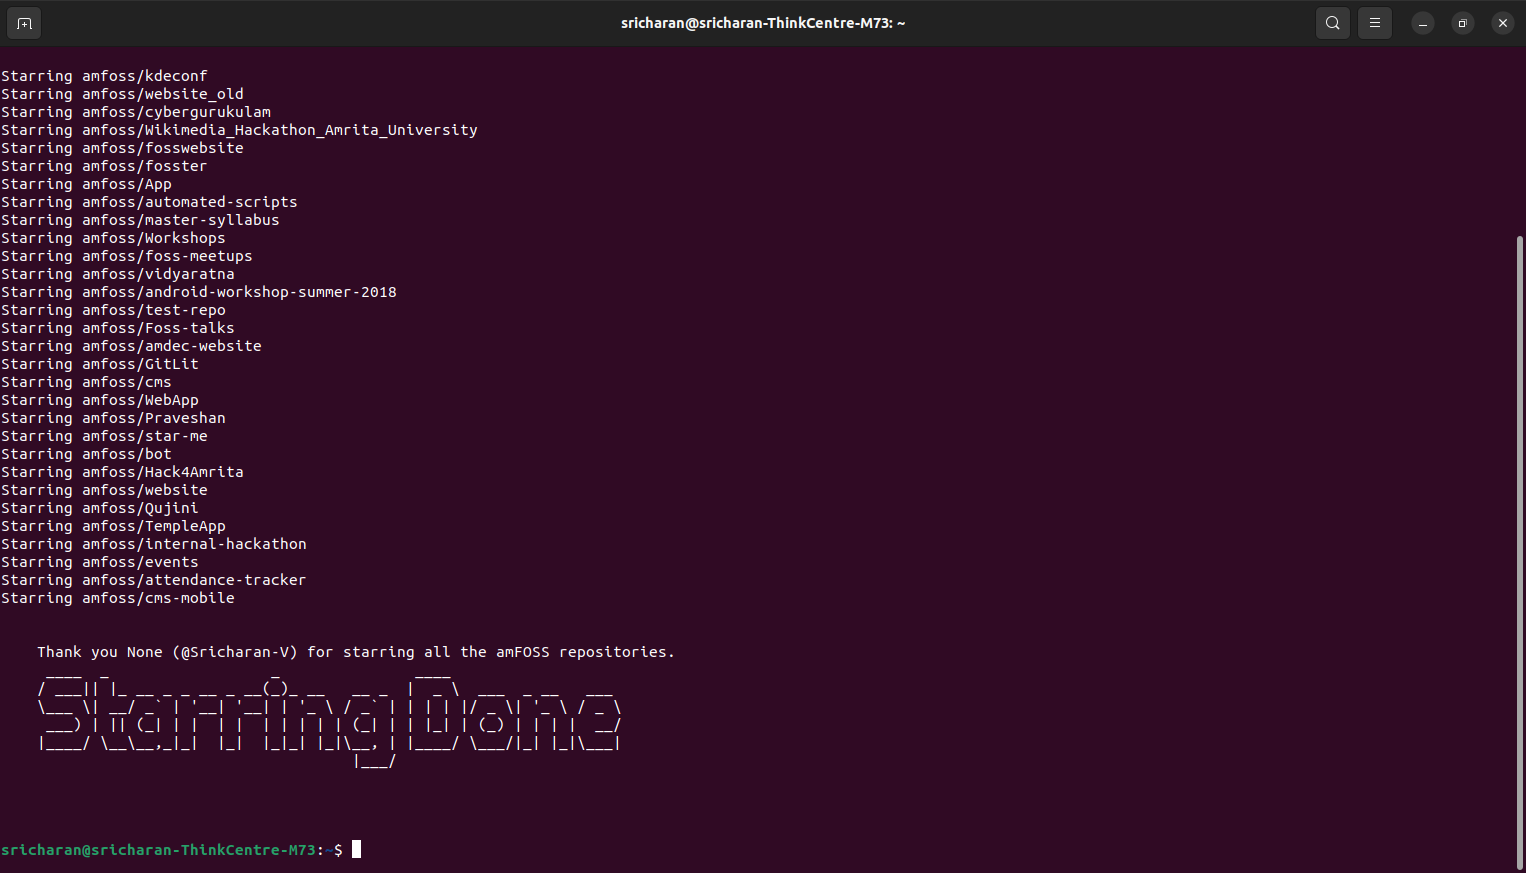 sricharan@sricharan-ThinkCentre-M73: ~
Starring amfoss/kdeconf
Starring amfoss/website_old
Starring amfoss/cybergurukulam
Starring amfoss/Wikimedia_Hackathon_Amrita_University
Starring amfoss/fosswebsite
Starring amfoss/fosster
Starring amfoss/App
Starring amfoss/automated-scripts
Starring amfoss/master-syllabus
Starring amfoss/Workshops
Starring amfoss/foss-meetups
Starring amfoss/vidyaratna
Starring amfoss/android-workshop-summer-2018
Starring amfoss/test-repo
Starring amfoss/Foss-talks
Starring amfoss/amdec-website
Starring amfoss/GitLit
Starring amfoss/cms
Starring amfoss/WebApp
Starring amfoss/Praveshan
Starring amfoss/star-me
Starring amfoss/bot
Starring amfoss/Hack4Amrita
Starring amfoss/website
Starring amfoss/Qujini
Starring amfoss/TempleApp
Starring amfoss/internal-hackathon
Starring amfoss/events
Starring amfoss/attendance-tracker
Starring amfoss/cms-mobile
Thank you None (@Sricharan-V) for starring all the amFOSS repositories.
Starring Done
sricharan@sricharan-ThinkCentre-M73:~$